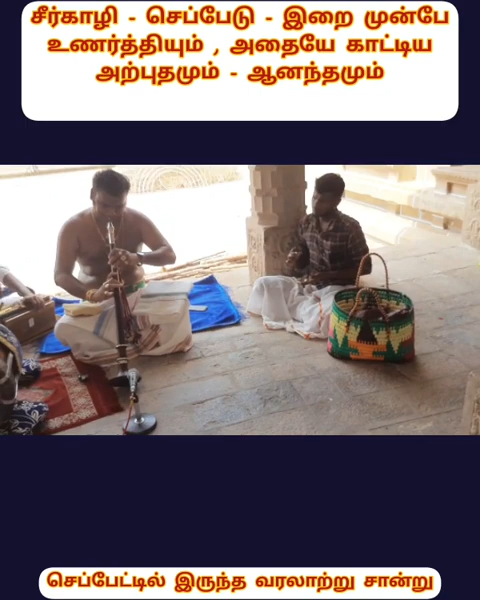 சீர்காழி - செப்பேடு - இறை முன்பே
உணர்த்தியும் , அதையே காட்டிய
அற்புதமும் - ஆனந்தமும்
செப்பேட்டில் இருந்த வரலாற்று சான்று